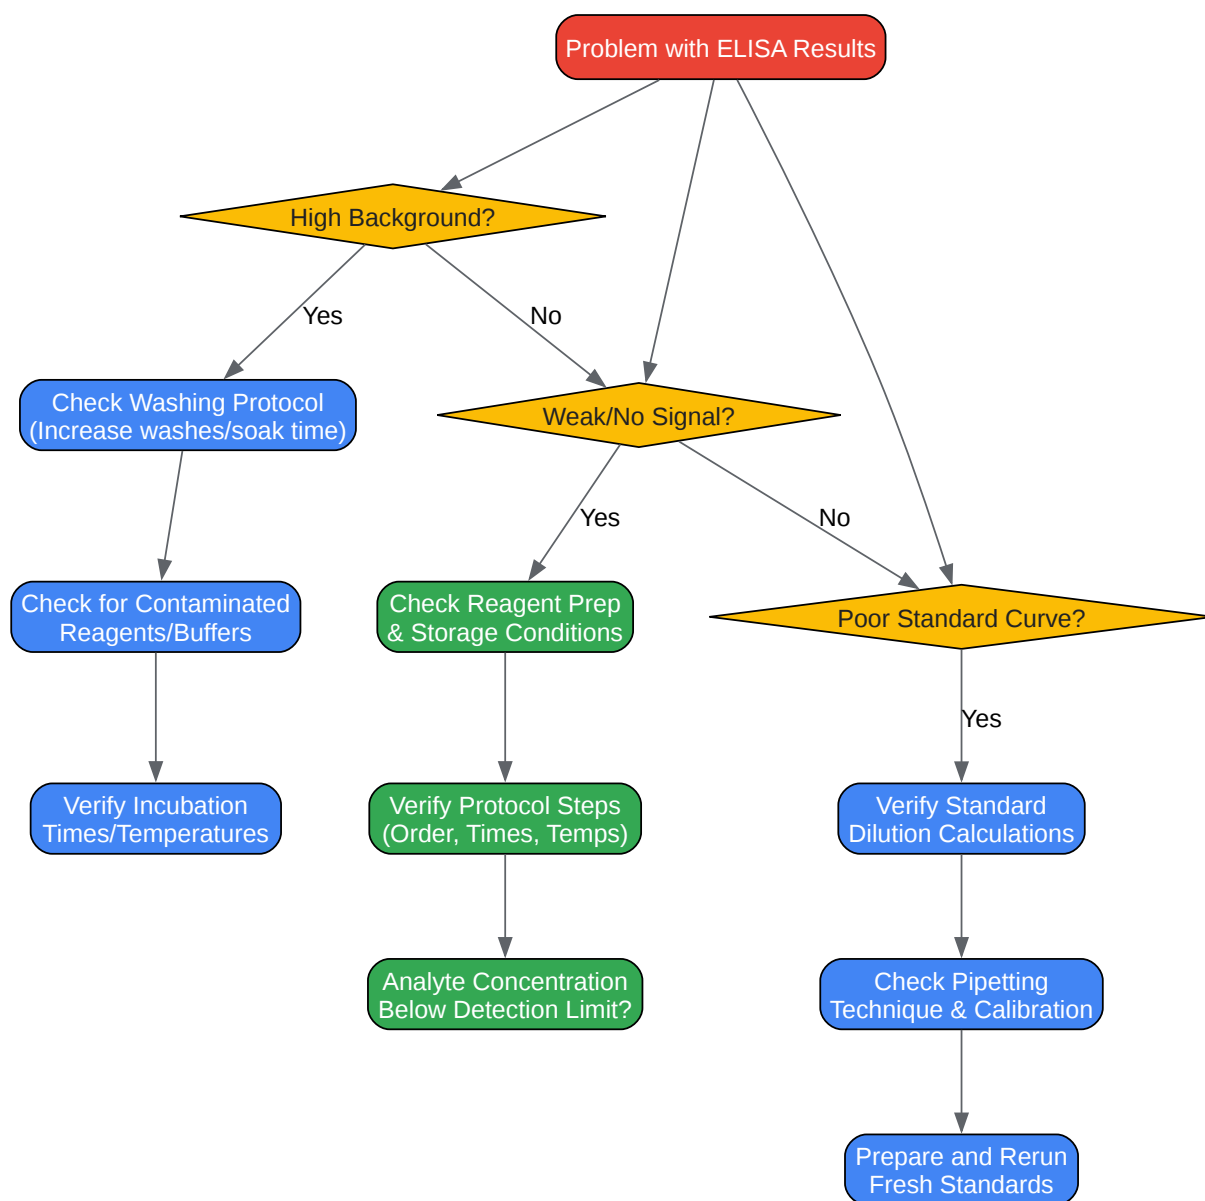 Problem with ELISA Results
High Background?
Yes
No
Check Washing Protocol
(Increase washes/soak time)
Weak/No Signal?
Yes
No
Check for Contaminated
Reagents/Buffers
Check Reagent Prep
& Storage Conditions
Poor Standard Curve?
Yes
Verify Incubation
Times/Temperatures
Verify Protocol Steps
(Order, Times, Temps)
Verify Standard
Dilution Calculations
Analyte Concentration
Below Detection Limit?
Check Pipetting
Technique & Calibration
Prepare and Rerun
Fresh Standards